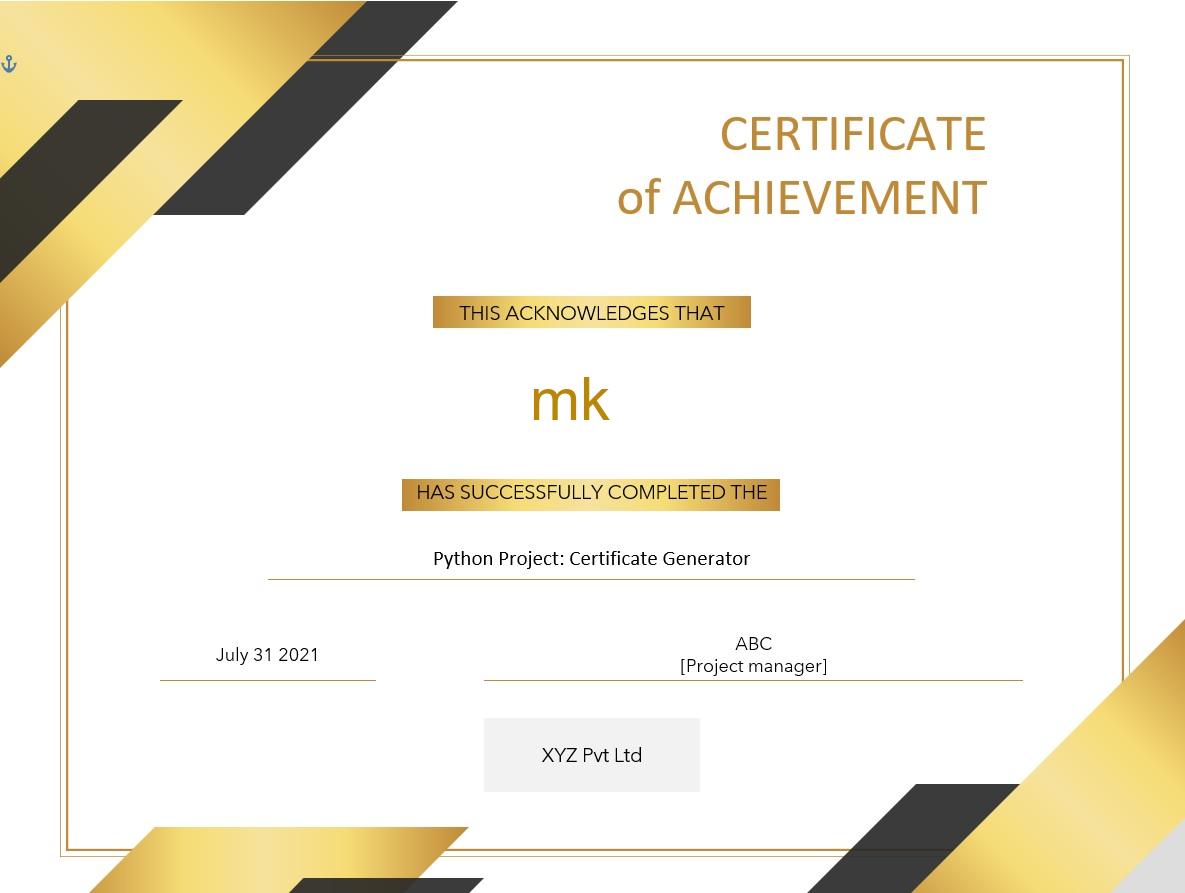 CERTIFICATE
of ACHIEVEMENT
THIS ACKNOWLEDGES THAT
mk
HAS SUCCESSFULLY COMPLETED THE
Python Project: Certificate Generator
July 31 2021
ABC
[Project manager]
XYZ Pvt Ltd